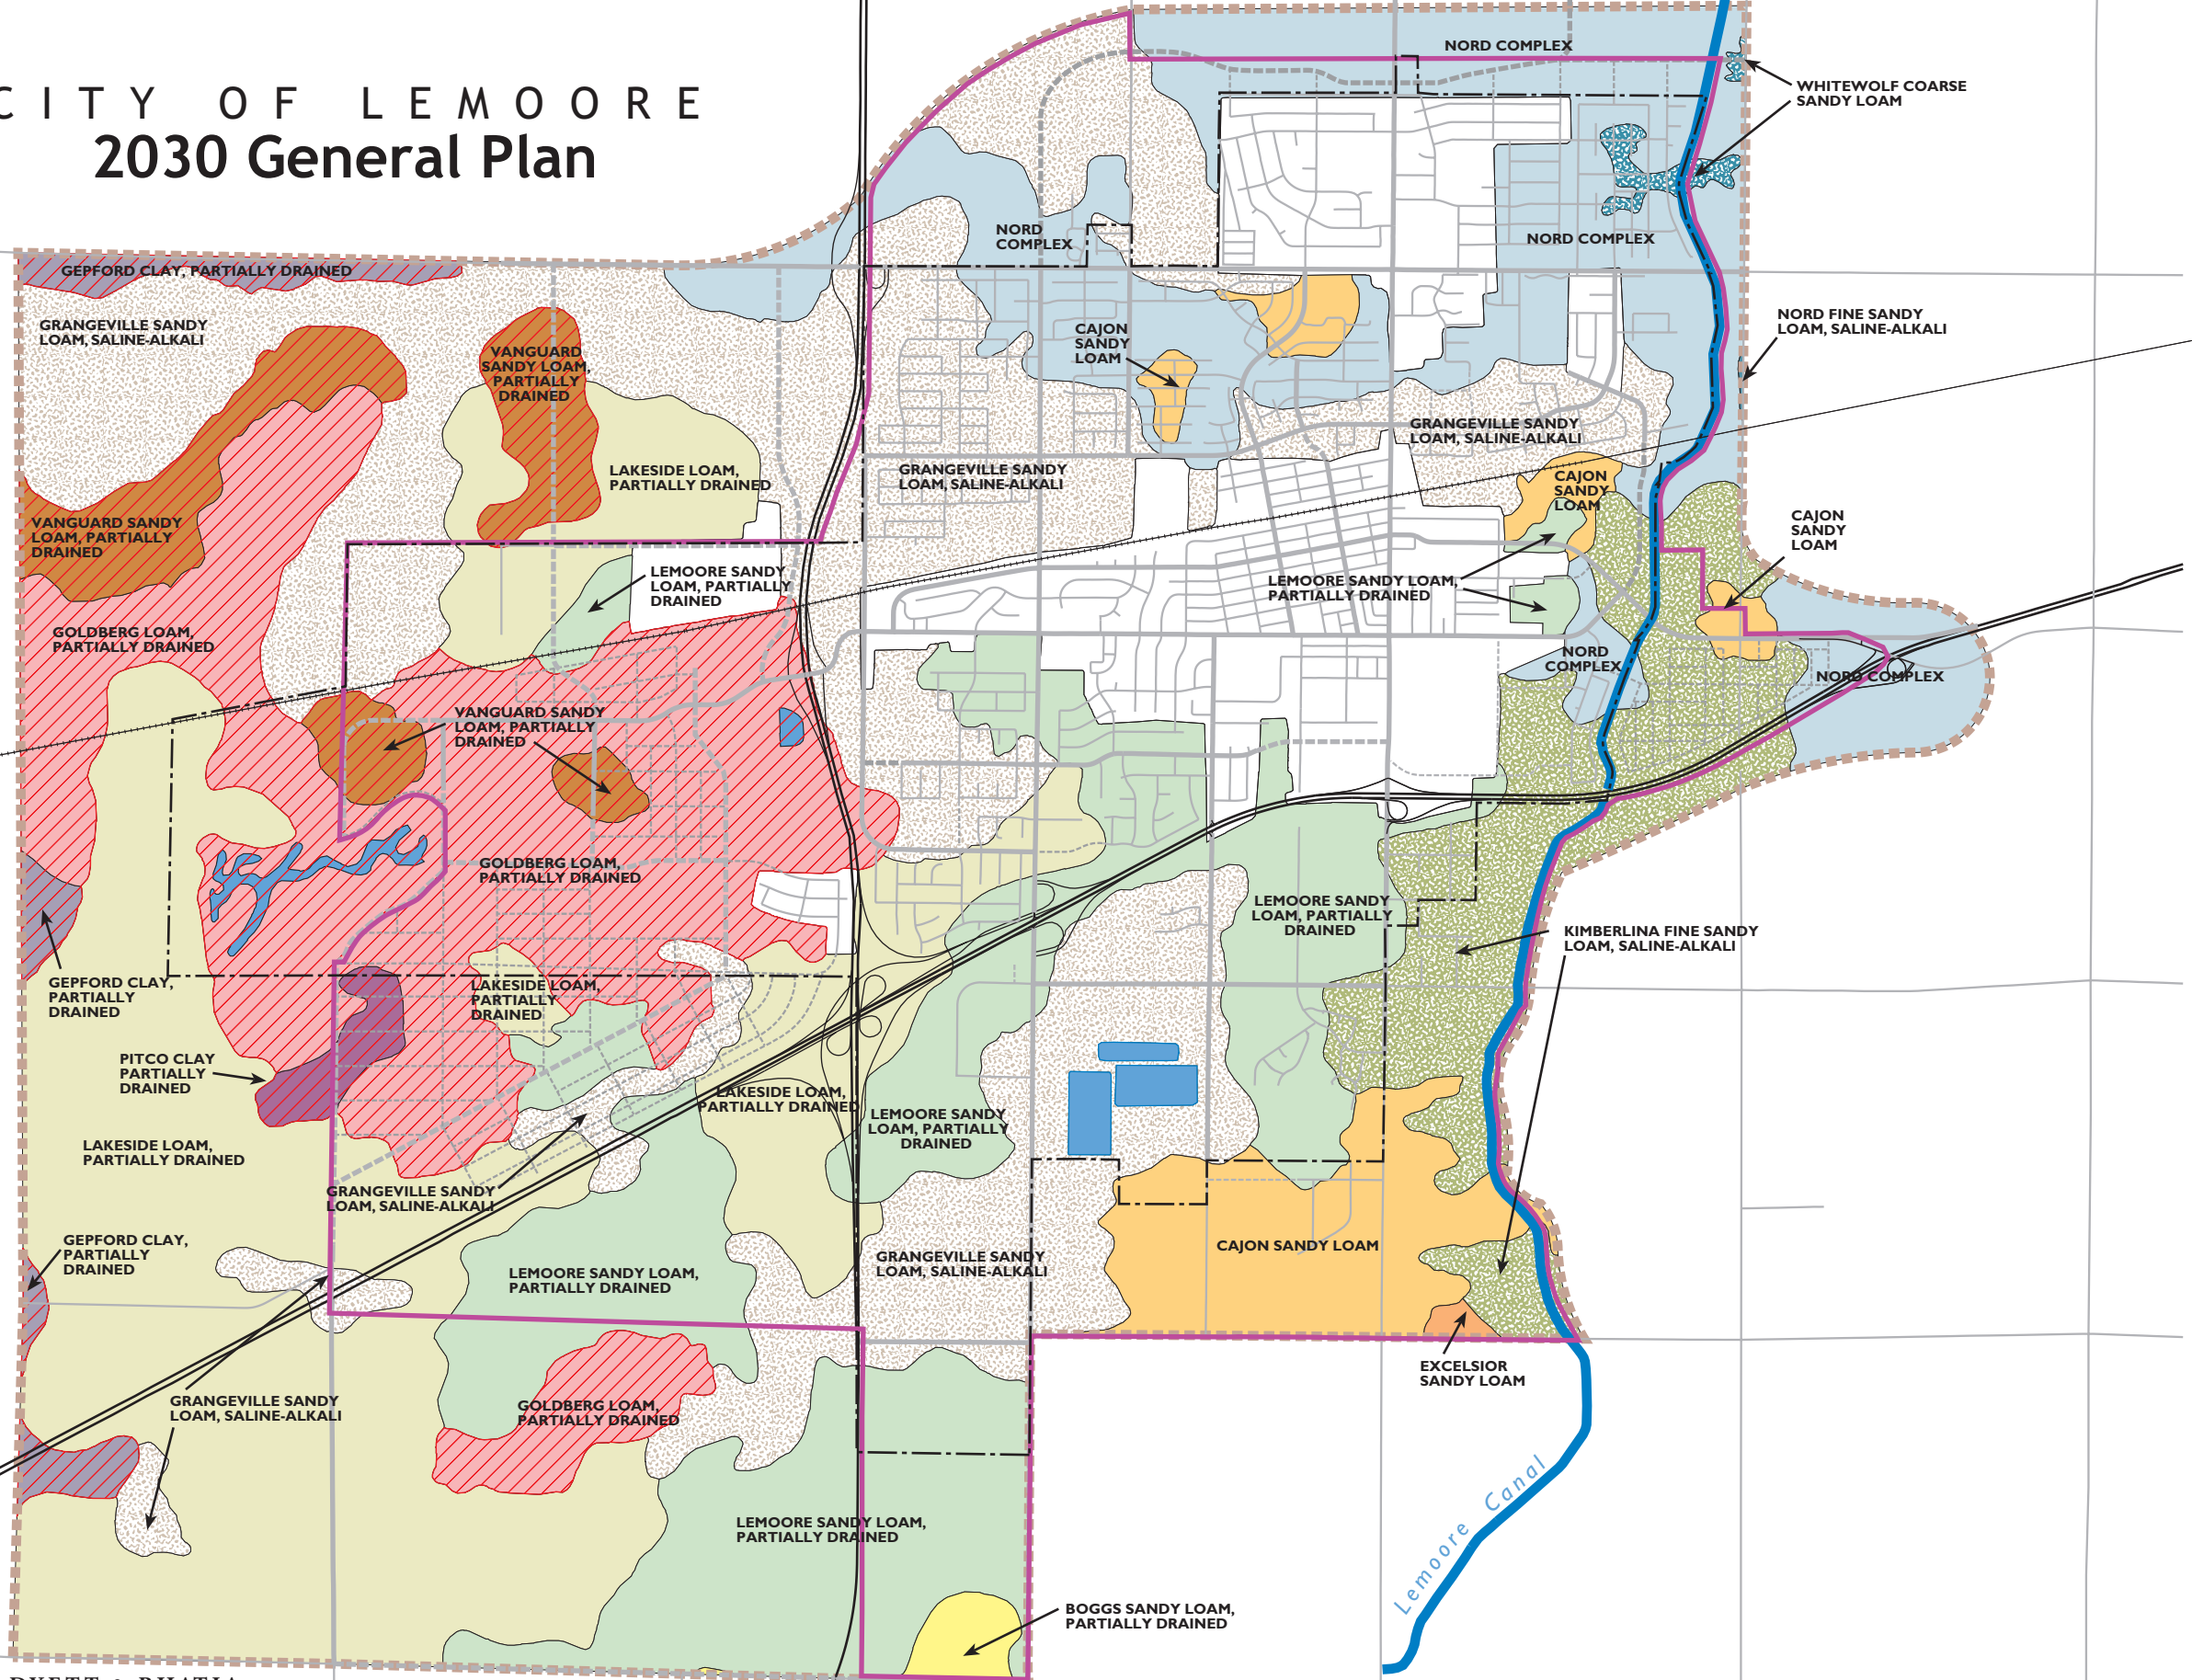 CITY OF LEMOORE
2030 General Plan
NORD COMPLEX
WHITEWOLF COARSE
SANDY LOAM
NORD
COMPLEX
NORD COMPLEX
GEPFORD CLAY, PARTIALLY DRAINED
GRANGEVILLE SANDY
LOAM, SALINE-ALKALI
VANGUARD
SANDY LOAM,
PARTIALLY
DRAINED
CAJON
SANDY
LOAM
NORD FINE SANDY
LOAM, SALINE-ALKALI
GRANGEVILLE SANDY
LOAM, SALINE-ALKALI
LAKESIDE LOAM,
PARTIALLY DRAINED
GRANGEVILLE SANDY
LOAM, SALINE-ALKALI
CAJON
SANDY
LOAM
VANGUARD SANDY
LOAM, PARTIALLY
DRAINED
CAJON
SANDY
LOAM
LEMOORE SANDY
LOAM, PARTIALLY
DRAINED
LEMOORE SANDY LOAM,
PARTIALLY DRAINED
GOLDBERG LOAM,
PARTIALLY DRAINED
NORD
COMPLEX
NORD COMPLEX
VANGUARD SANDY
LOAM, PARTIALLY
DRAINED
GOLDBERG LOAM,
PARTIALLY DRAINED
LEMOORE SANDY
LOAM, PARTIALLY
DRAINED
KIMBERLINA FINE SANDY
LOAM, SALINE-ALKALI
GEPFORD CLAY,
PARTIALLY
DRAINED
LAKESIDE LOAM,
PARTIALLY
DRAINED
PITCO CLAY
PARTIALLY
DRAINED
LAKESIDE LOAM,
PARTIALLY DRAINED
LEMOORE SANDY
LOAM, PARTIALLY
DRAINED
LAKESIDE LOAM,
PARTIALLY DRAINED
GRANGEVILLE SANDY
LOAM, SALINE-ALKALI
GEPFORD CLAY,
PARTIALLY
DRAINED
LEMOORE SANDY LOAM,
PARTIALLY DRAINED
GRANGEVILLE SANDY
LOAM, SALINE-ALKALI
CAJON SANDY LOAM
EXCELSIOR
SANDY LOAM
GRANGEVILLE SANDY
LOAM, SALINE-ALKALI
GOLDBERG LOAM,
PARTIALLY DRAINED
LEMOORE SANDY LOAM,
PARTIALLY DRAINED
Lemoore Canal
BOGGS SANDY LOAM,
PARTIALLY DRAINED